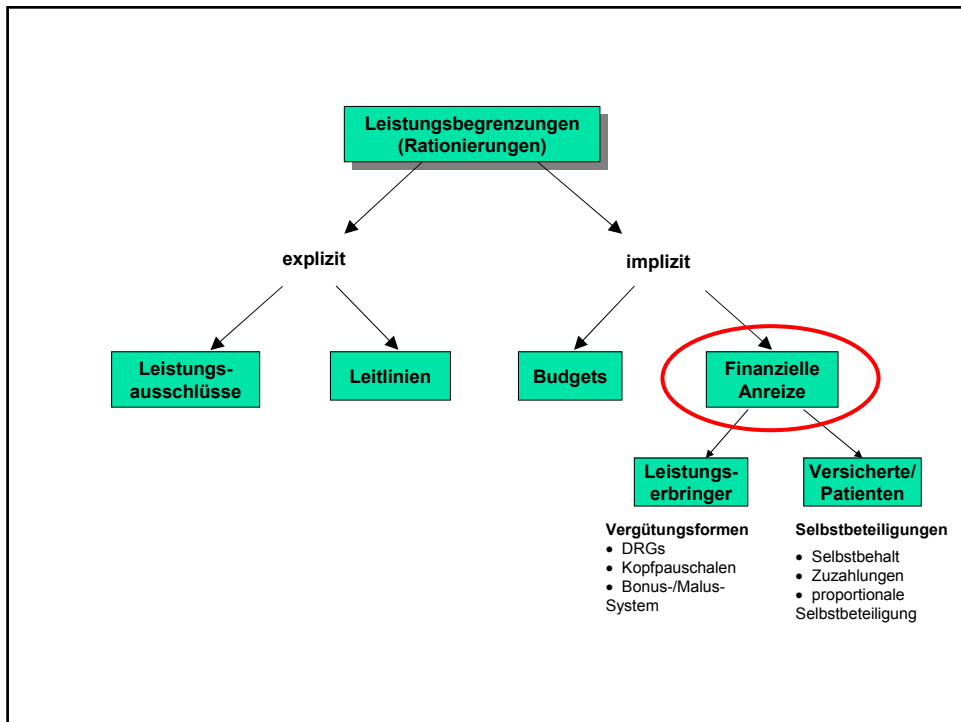 Leistungsbegrenzungen
(Rationierungen)
explizit
implizit
Leistungs-
ausschlüsse
Leitlinien
Budgets
Finanzielle
Anreize
Leistungs-
erbringer
Versicherte/
Patienten
Vergütungsformen
• DRGs
• Kopfpauschalen
• Bonus-/Malus-
System
Selbstbeteiligungen
• Selbstbehalt
• Zuzahlungen
• proportionale
Selbstbeteiligung